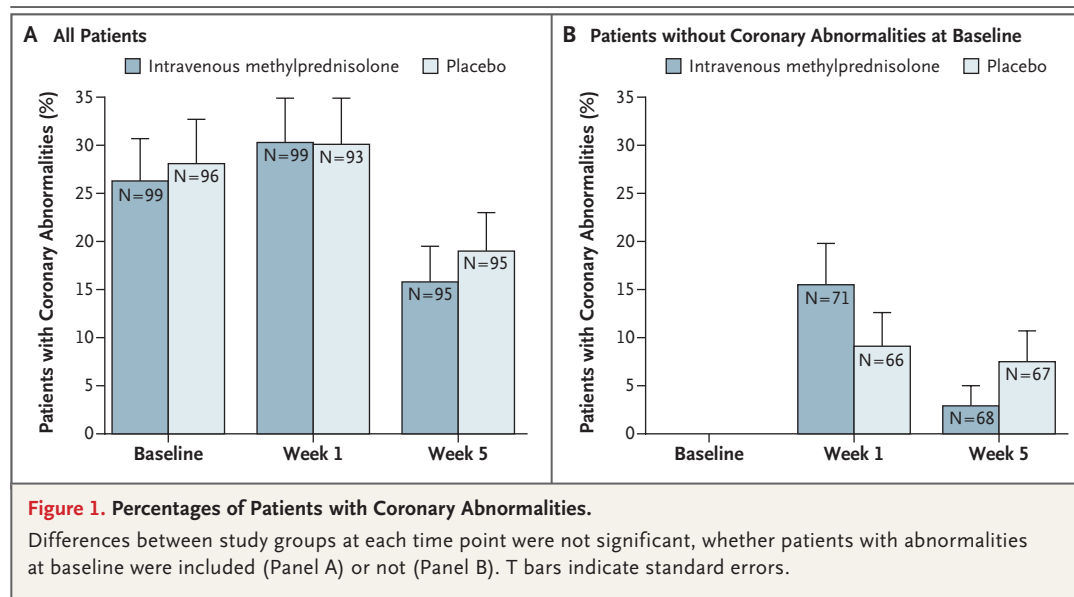 A All Patients
Intravenous methylprednisolone Placebo
Patients with Coronary Abnormalities (%)
35
30
25
20
15
10
5
0
N=99
N=96
N=99
N=93
N=95
N=95
Baseline Week 1 Week 5
B Patients without Coronary Abnormalities at Baseline
Intravenous methylprednisolone Placebo
Patients with Coronary Abnormalities (%)
35
30
25
20
15
10
5
0
N=71
N=66
N=68
N=67
Baseline Week 1 Week 5
Figure 1. Percentages of Patients with Coronary Abnormalities.
Differences between study groups at each time point were not significant, whether patients with abnormalities
at baseline were included (Panel A) or not (Panel B). T bars indicate standard errors.